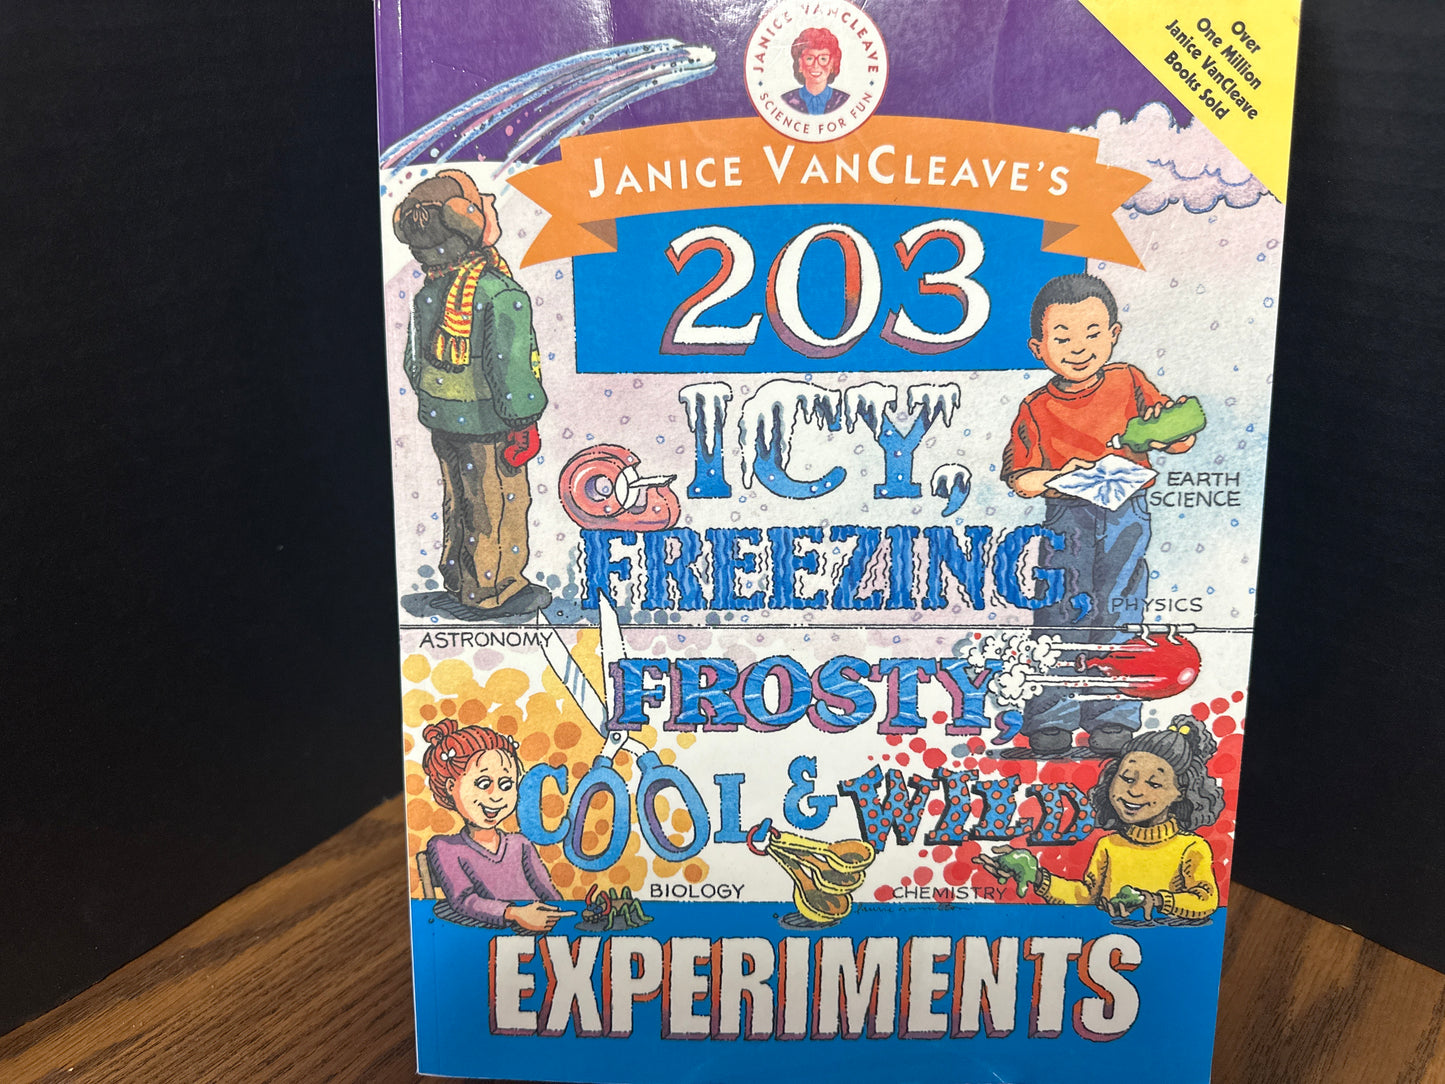 JANICE VANCLEAVE
SCIENCE FOR FUN
Over
One Million
Janice VanCleave
Books Sold
JANICE VANCLEAVE'S
203
ICY,
FREEZING,
FROSTY,
COOL & WILD
EXPERIMENTS
EARTH
SCIENCE
PHYSICS
ASTRONOMY
BIOLOGY
CHEMISTRY